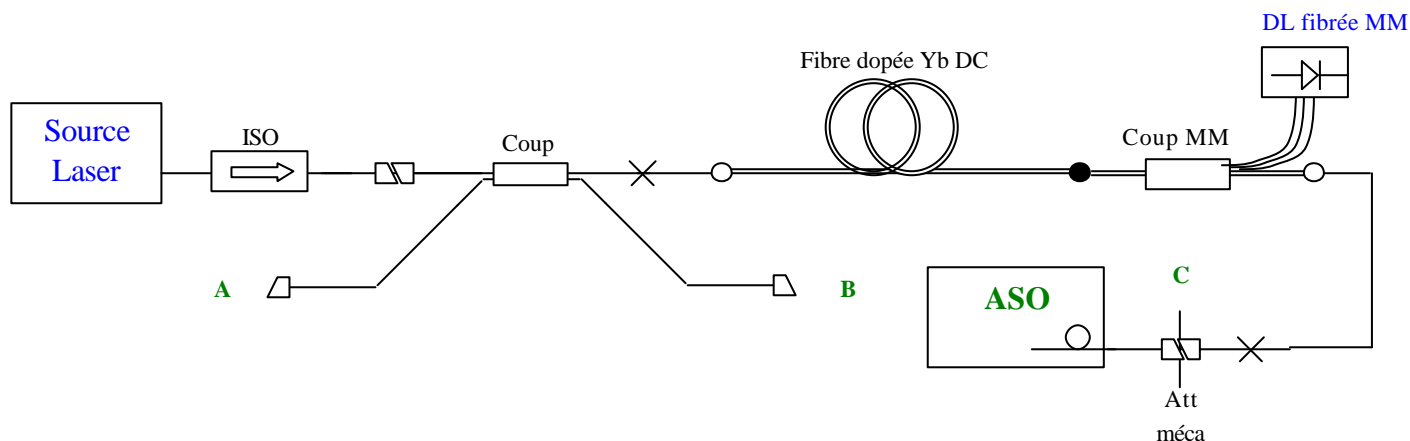 DL fibrée MM
Fibre dopée Yb DC
Source
Laser
ISO
Coup
Coup MM
A
B
C
ASO
Att
méca